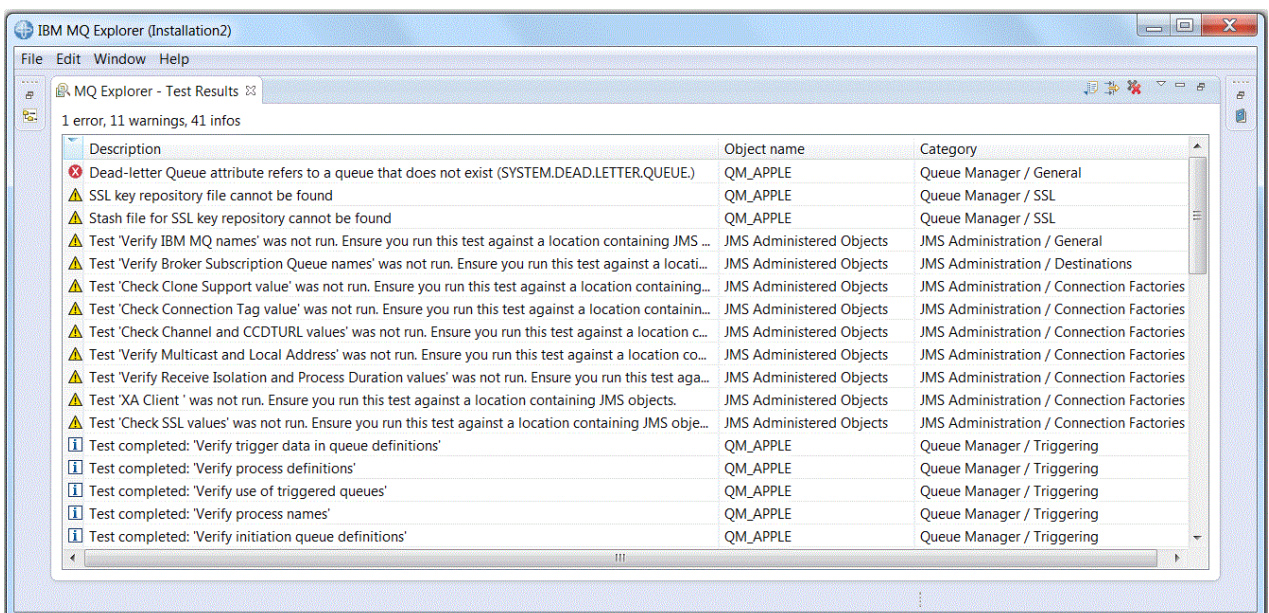 IBM MQ Explorer (Installation2)
File Edit Window Help
MQ Explorer - Test Results
1 error, 11 warnings, 41 infos
Description Object name Category
Dead-letter Queue attribute refers to a queue that does not exist (SYSTEM.DEAD.LETTER.QUEUE.) QM_APPLE Queue Manager / General
SSL key repository file cannot be found QM_APPLE Queue Manager / SSL
Stash file for SSL key repository cannot be found QM_APPLE Queue Manager / SSL
Test 'Verify IBM MQ names' was not run. Ensure you run this test against a location containing JMS ... JMS Administered Objects JMS Administration / General
Test 'Verify Broker Subscription Queue names' was not run. Ensure you run this test against a locati... JMS Administered Objects JMS Administration / Destinations
Test 'Check Clone Support value' was not run. Ensure you run this test against a location containing... JMS Administered Objects JMS Administration / Connection Factories
Test 'Check Connection Tag value' was not run. Ensure you run this test against a location containin... JMS Administered Objects JMS Administration / Connection Factories
Test 'Check Channel and CCDTURL values' was not run. Ensure you run this test against a location c... JMS Administered Objects JMS Administration / Connection Factories
Test 'Verify Multicast and Local Address' was not run. Ensure you run this test against a location co... JMS Administered Objects JMS Administration / Connection Factories
Test 'Verify Receive Isolation and Process Duration values' was not run. Ensure you run this test aga... JMS Administered Objects JMS Administration / Connection Factories
Test 'XA Client ' was not run. Ensure you run this test against a location containing JMS objects. JMS Administered Objects JMS Administration / Connection Factories
Test 'Check SSL values' was not run. Ensure you run this test against a location containing JMS obje... JMS Administered Objects JMS Administration / Connection Factories
Test completed: 'Verify trigger data in queue definitions' QM_APPLE Queue Manager / Triggering
Test completed: 'Verify process definitions' QM_APPLE Queue Manager / Triggering
Test completed: 'Verify use of triggered queues' QM_APPLE Queue Manager / Triggering
Test completed: 'Verify process names' QM_APPLE Queue Manager / Triggering
Test completed: 'Verify initiation queue definitions' QM_APPLE Queue Manager / Triggering